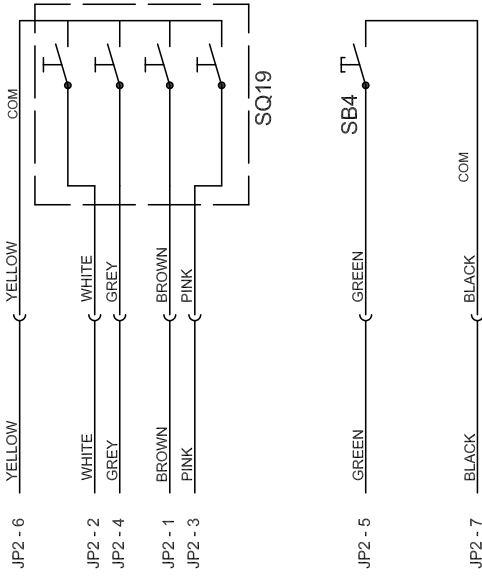 COM
SQ19
SB4
COM
YELLOW
WHITE
GREY
BROWN
PINK
GREEN
BLACK
YELLOW
WHITE
GREY
BROWN
PINK
GREEN
BLACK
JP2 - 6
JP2 - 2
JP2 - 4
JP2 - 1
JP2 - 3
JP2 - 5
JP2 - 7